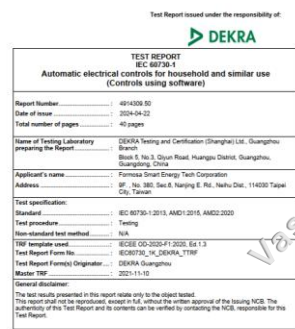 Test Report issued under the responsibility of:
DEKRA
TEST REPORT
IEC 60730-1
Automatic electrical controls for household and similar use
(Controls using software)
Report Number : 4914309.50
Date of issue : 2024-04-22
Total number of pages : 40 pages
Name of Testing Laboratory preparing the Report : DEKRA Testing and Certification (Shanghai) Ltd., Guangzhou Branch
Block 5, No.3, Qiyun Road, Huangpu District, Guangzhou, Guangdong, China
Applicant's name : Formosa Smart Energy Tech Corporation
Address : 9F., No. 380, Sec.6, Nanjing E. Rd., Neihu Dist., 114030 Taipei City, Taiwan
Test specification:
Standard : IEC 60730-1:2013, AMD1:2015, AMD2:2020
Test procedure : Testing
Non-standard test method : N/A
TRF template used : IECEE OD-2020-F1:2020, Ed.1.3
Test Report Form No. : IEC60730_1K_DEKRA_TTRF
Test Report Form(s) Originator : DEKRA Guangzhou
Master TRF : 2021-11-10
General disclaimer:
The test results presented in this report relate only to the object tested.
This report shall not be reproduced, except in full, without the written approval of the Issuing NCB. The
authenticity of this Test Report and its contents can be verified by contacting the NCB, responsible for this
Test Report.